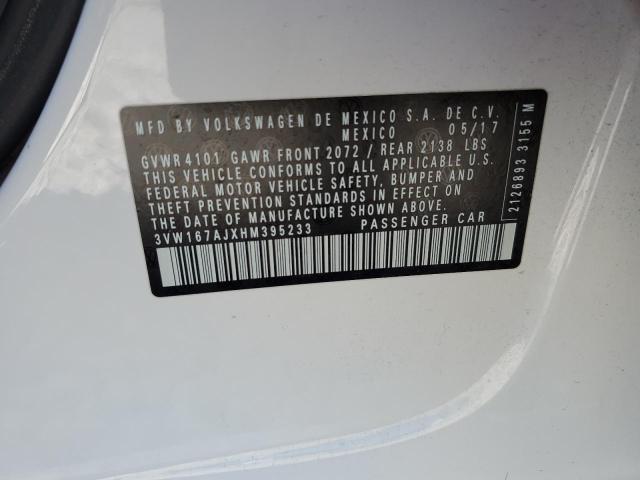 MFD BY VOLKSWAGEN DE MEXICO S.A. DE C.V.
MEXICO 05/17
GVWR 4101 GAWR FRONT 2072 / REAR 2138 LBS
THIS VEHICLE CONFORMS TO ALL APPLICABLE U.S.
FEDERAL MOTOR VEHICLE SAFETY, BUMPER AND
THEFT PREVENTION STANDARDS IN EFFECT ON
THE DATE OF MANUFACTURE SHOWN ABOVE.
3VW167AJXHM395233 PASSENGER CAR
2126893 3155 M